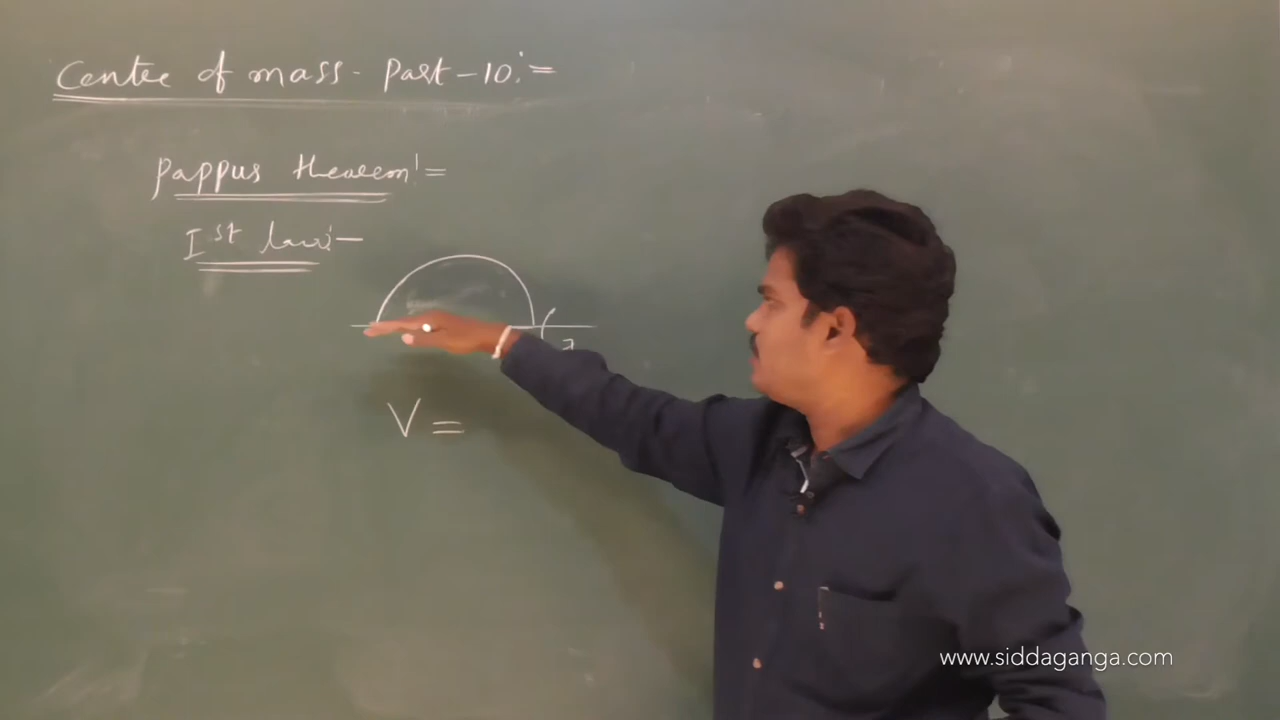 Centre of mass - Part - 10 :=
Pappus theorem :=
Ist law :-
V =
www.siddaganga.com